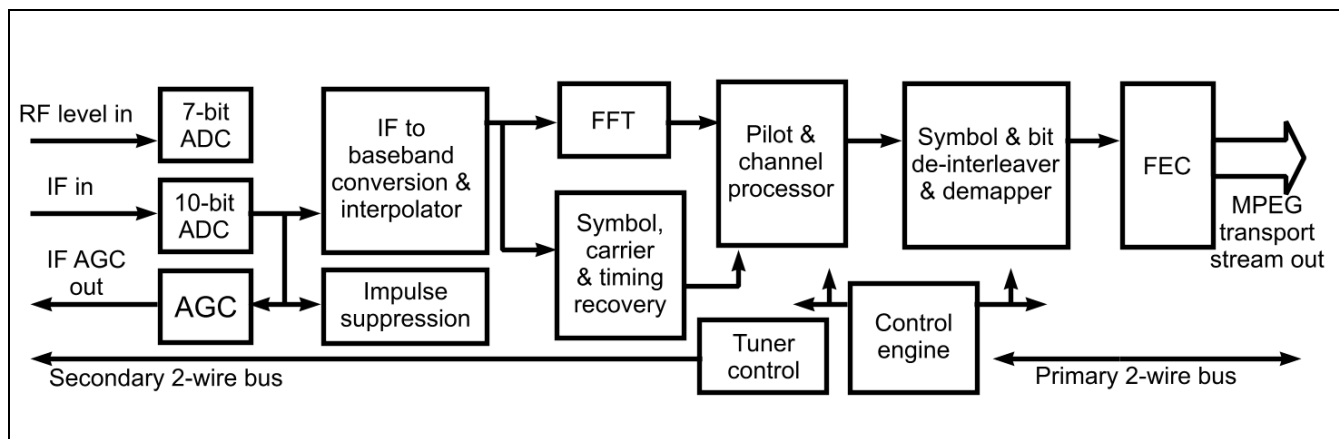 RF level in
7-bit
ADC
IF in
10-bit
ADC
IF AGC
out
AGC
IF to
baseband
conversion &
interpolator
Impulse
suppression
FFT
Symbol,
carrier
& timing
recovery
Pilot &
channel
processor
Symbol & bit
de-interleaver
& demapper
FEC
MPEG
transport
stream out
Tuner
control
Control
engine
Secondary 2-wire bus
Primary 2-wire bus